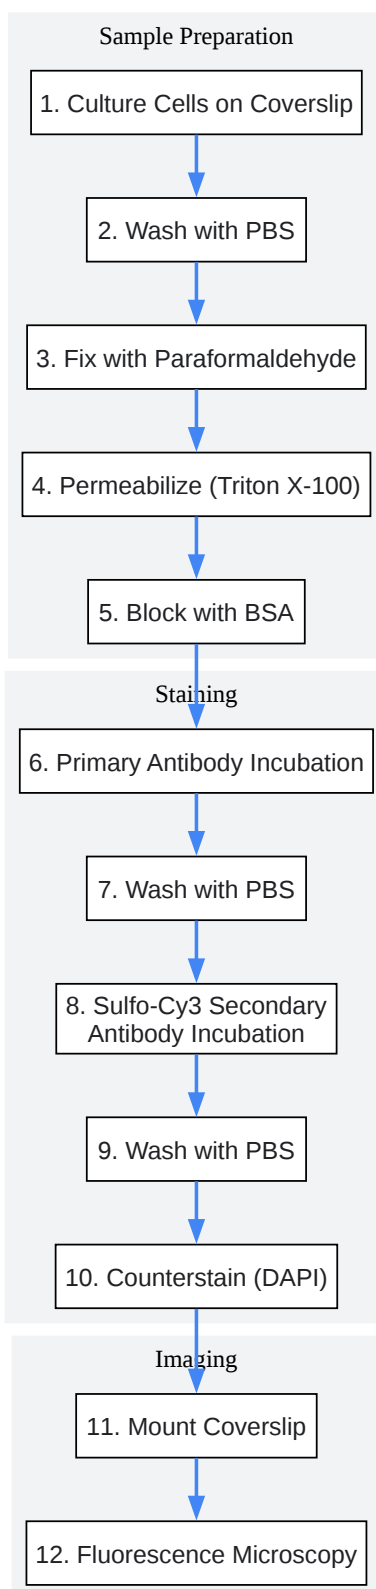 Sample Preparation
1. Culture Cells on Coverslip
2. Wash with PBS
3. Fix with Paraformaldehyde
4. Permeabilize (Triton X-100)
5. Block with BSA
Staining
6. Primary Antibody Incubation
7. Wash with PBS
8. Sulfo-Cy3 Secondary
Antibody Incubation
9. Wash with PBS
10. Counterstain (DAPI)
Imaging
11. Mount Coverslip
12. Fluorescence Microscopy